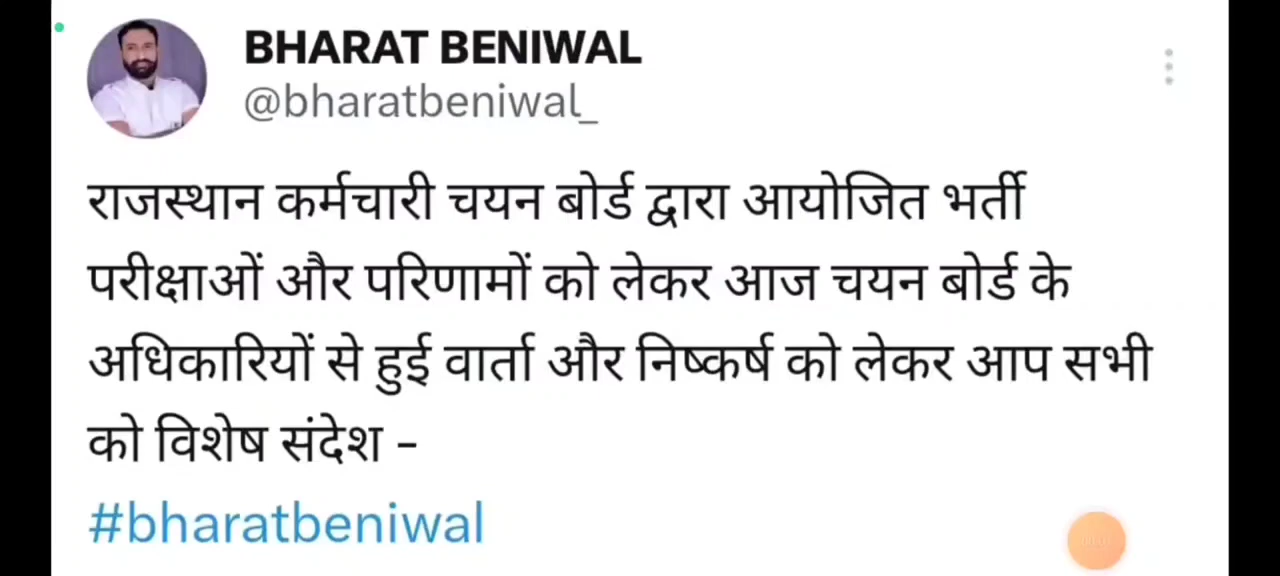 BHARAT BENIWAL
@bharatbeniwal_
राजस्थान कर्मचारी चयन बोर्ड द्वारा आयोजित भर्ती
परीक्षाओं और परिणामों को लेकर आज चयन बोर्ड के
अधिकारियों से हुई वार्ता और निष्कर्ष को लेकर आप सभी
को विशेष संदेश -
#bharatbeniwal